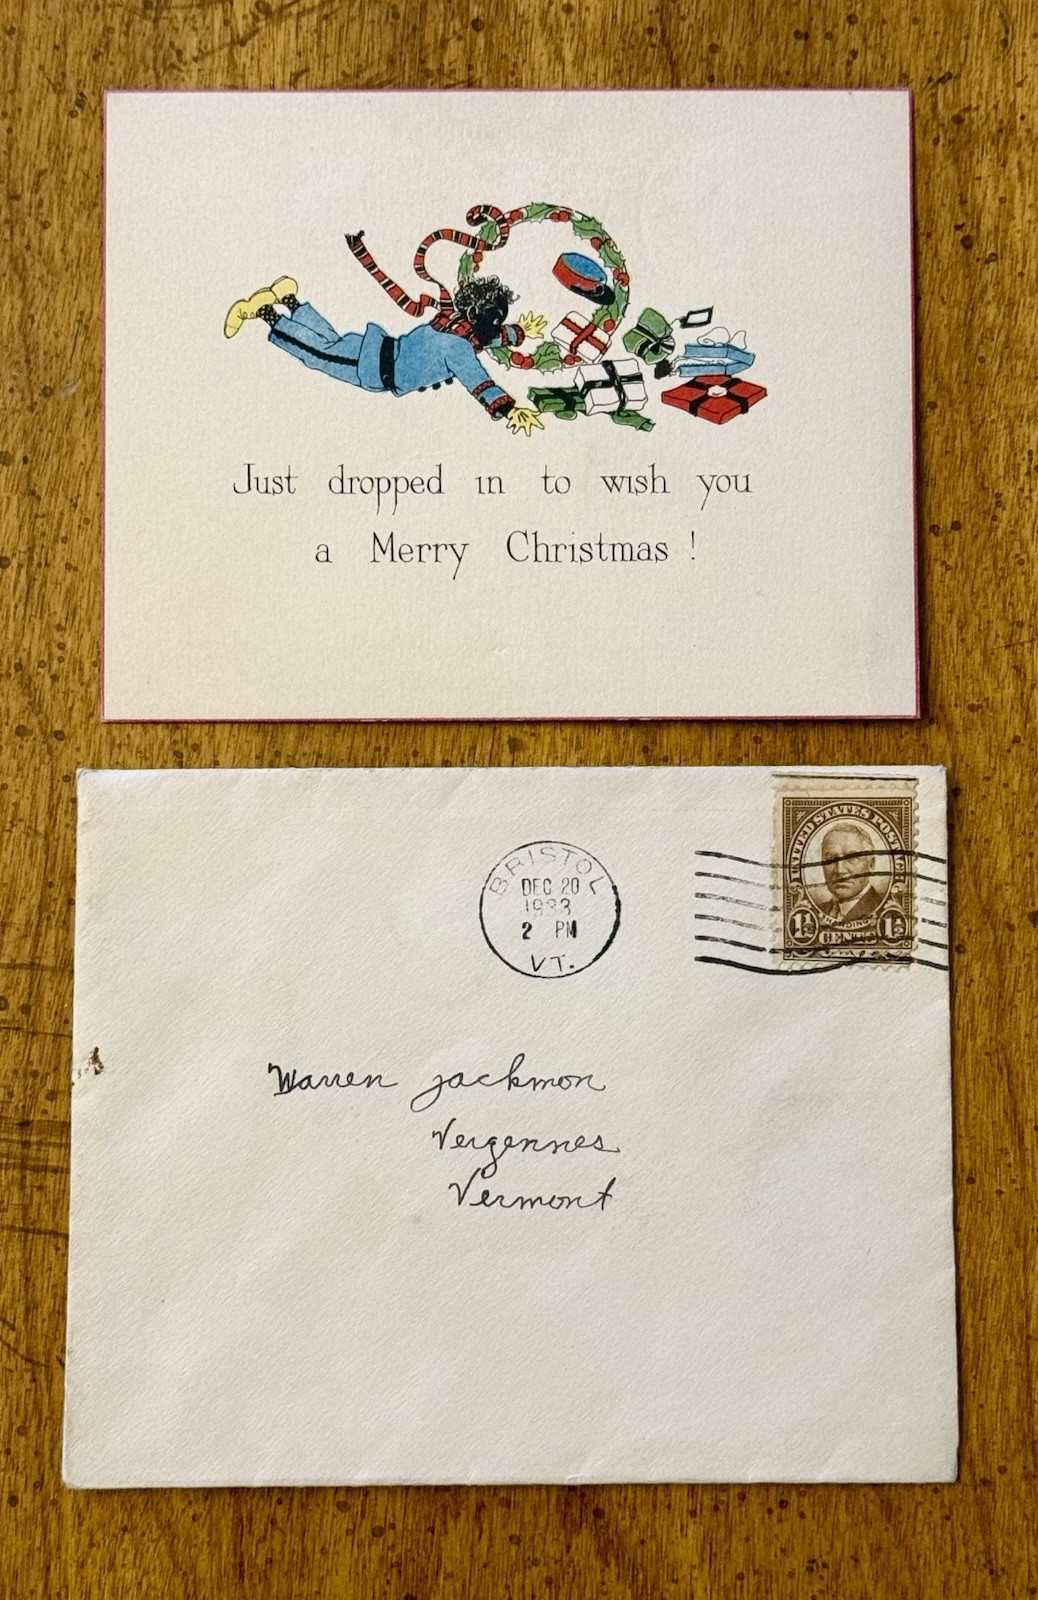 Just dropped in to wish you
a Merry Christmas !
UNITED STATES POSTAGE
HARDING
1½ CENTS 1½
BRISTOL
DEC 20
1933
2 PM
VT.
Warren Jackmon
Vergennes
Vermont